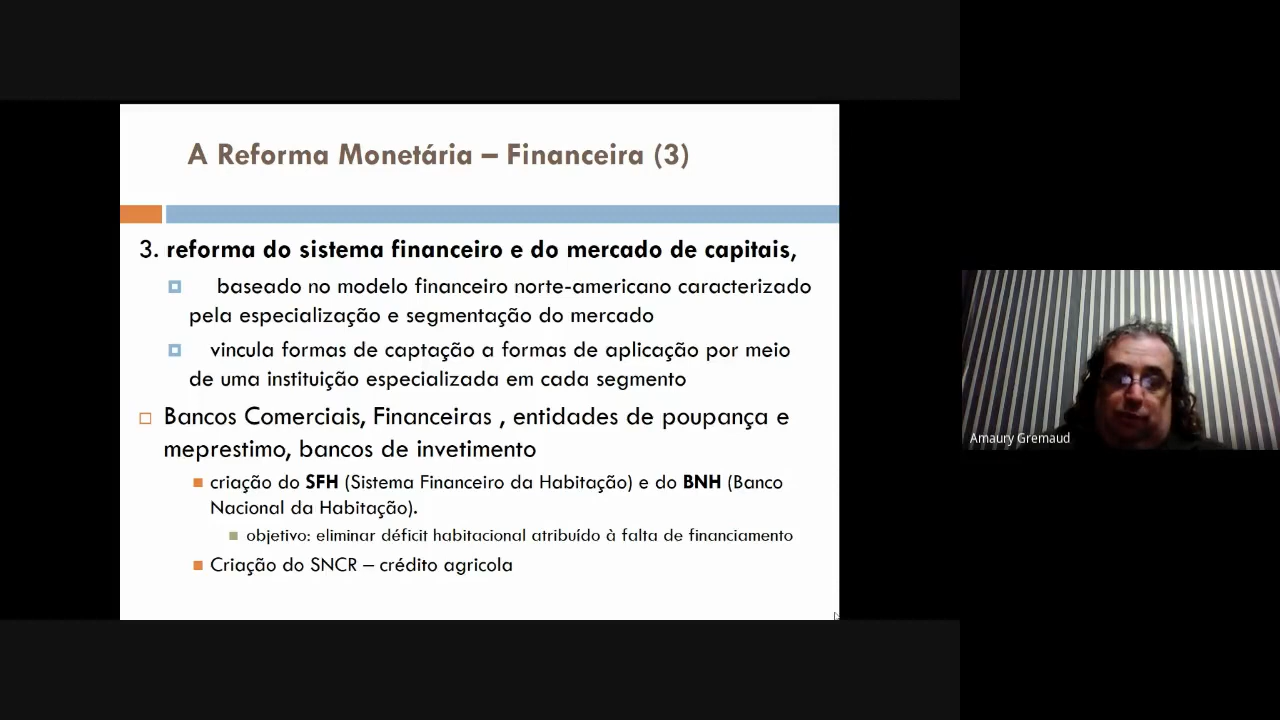 A Reforma Monetária – Financeira (3)
3. reforma do sistema financeiro e do mercado de capitais,
baseado no modelo financeiro norte-americano caracterizado
pela especialização e segmentação do mercado
vincula formas de captação a formas de aplicação por meio
de uma instituição especializada em cada segmento
Bancos Comerciais, Financeiras , entidades de poupança e
meprestimo, bancos de invetimento
criação do SFH (Sistema Financeiro da Habitação) e do BNH (Banco
Nacional da Habitação).
objetivo: eliminar déficit habitacional atribuído à falta de financiamento
Criação do SNCR – crédito agricola
Amaury Gremaud